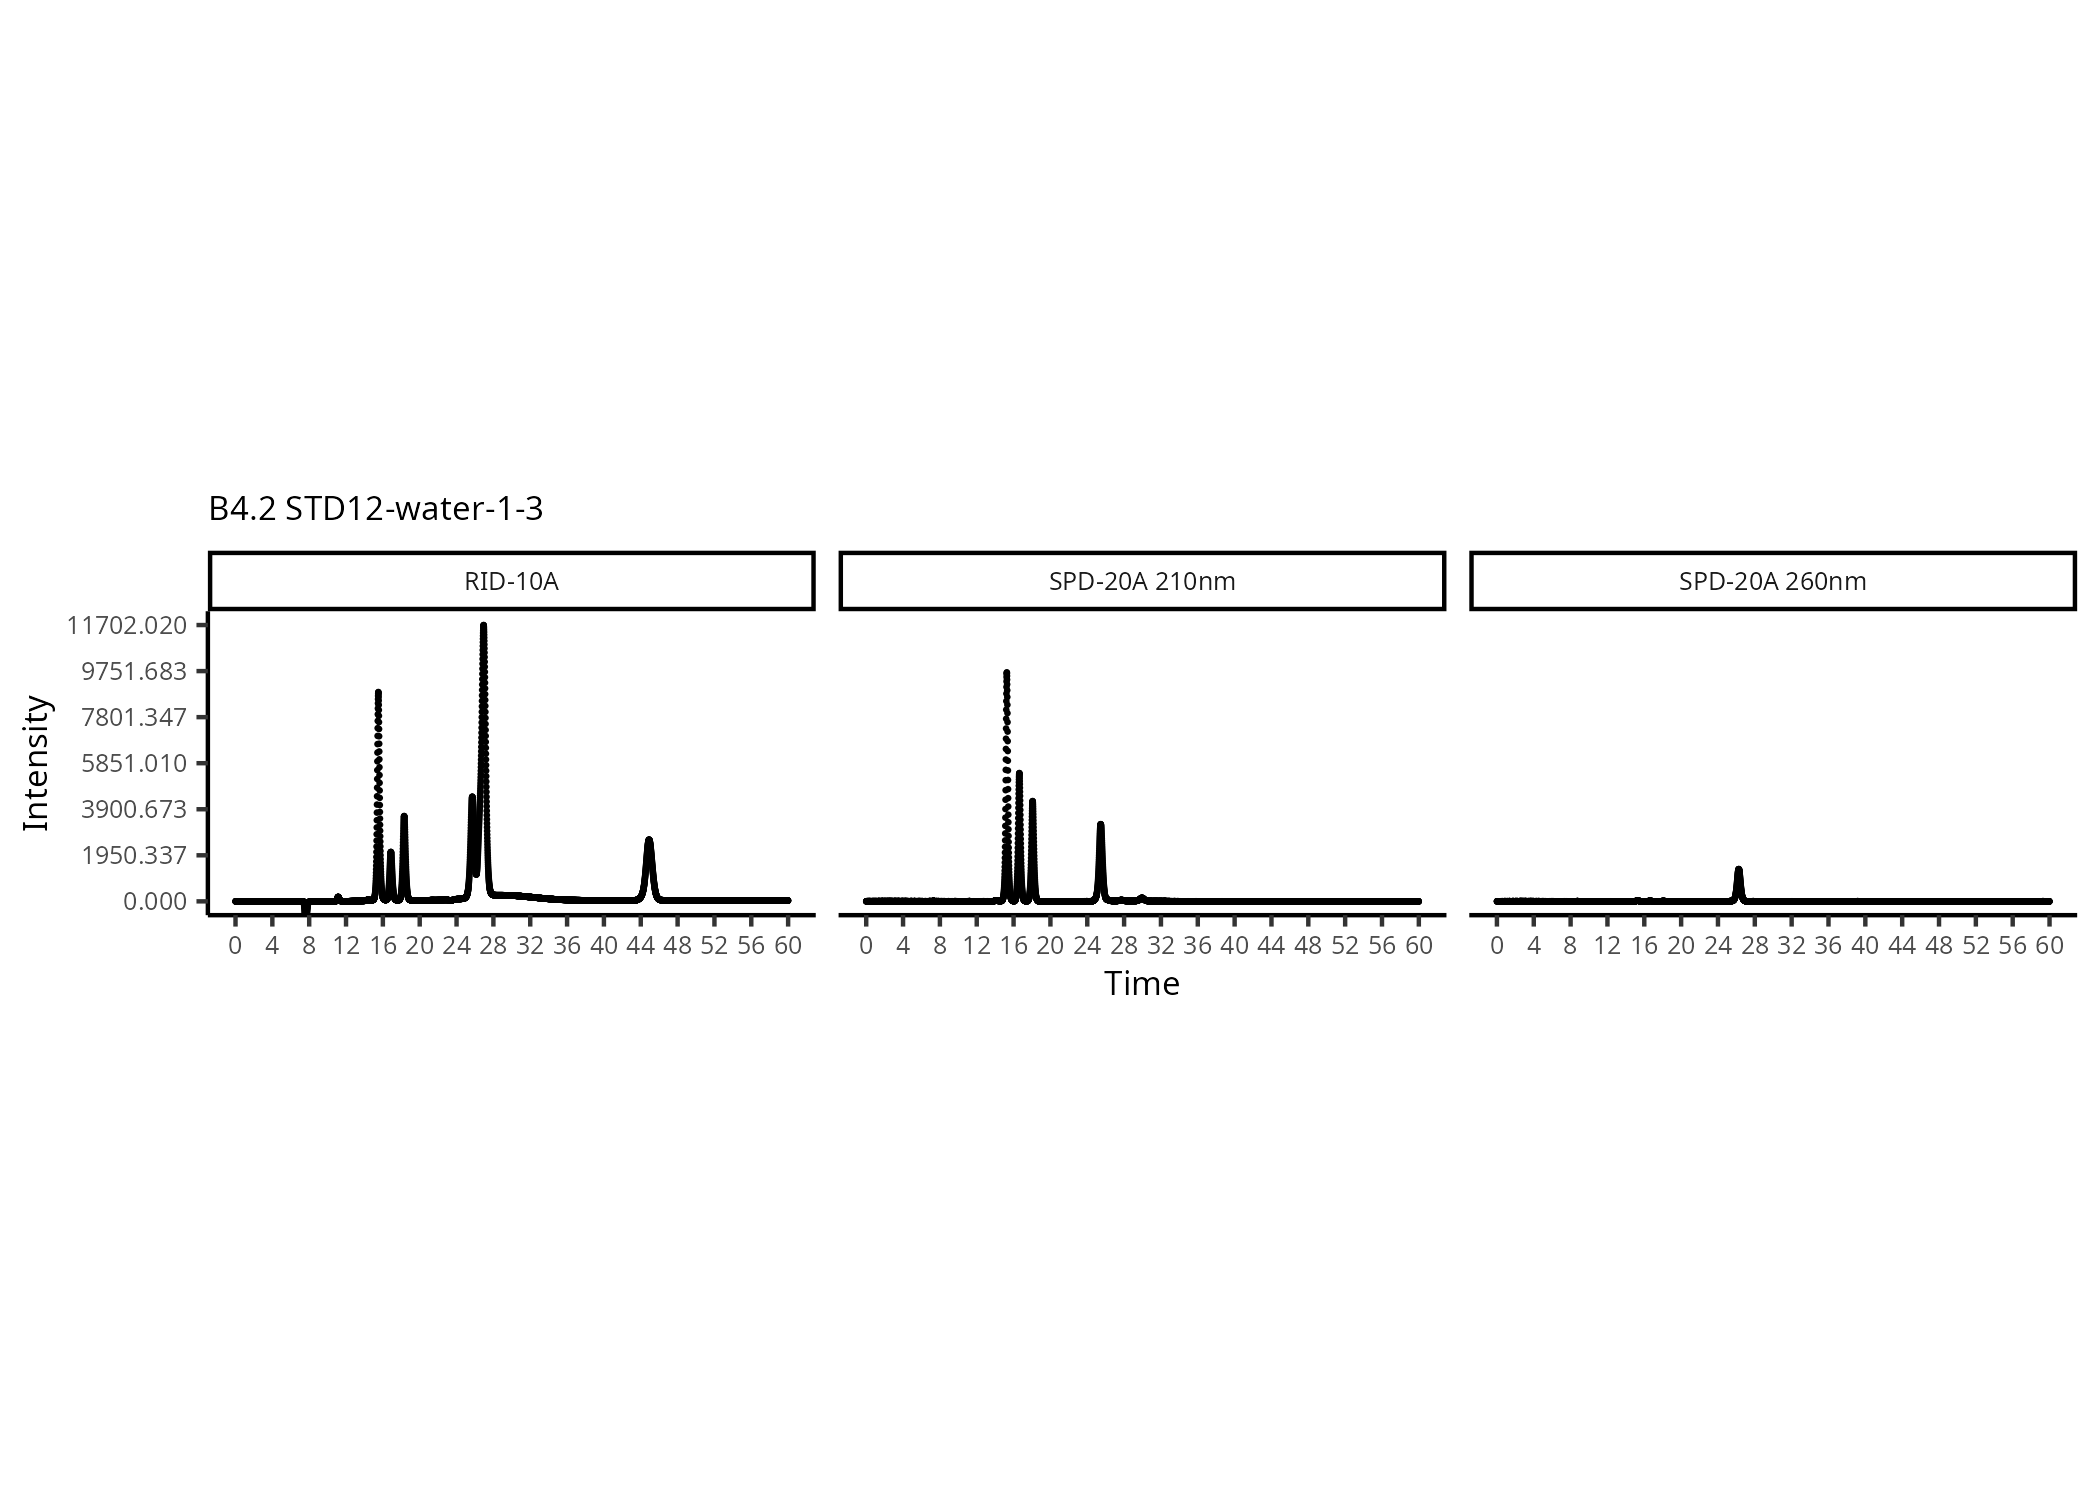 B4.2 STD12-water-1-3
RID-10A
SPD-20A 210nm
SPD-20A 260nm
Intensity
11702.020
9751.683
7801.347
5851.010
3900.673
1950.337
0.000
0 4 8 12 16 20 24 28 32 36 40 44 48 52 56 60
0 4 8 12 16 20 24 28 32 36 40 44 48 52 56 60
0 4 8 12 16 20 24 28 32 36 40 44 48 52 56 60
Time